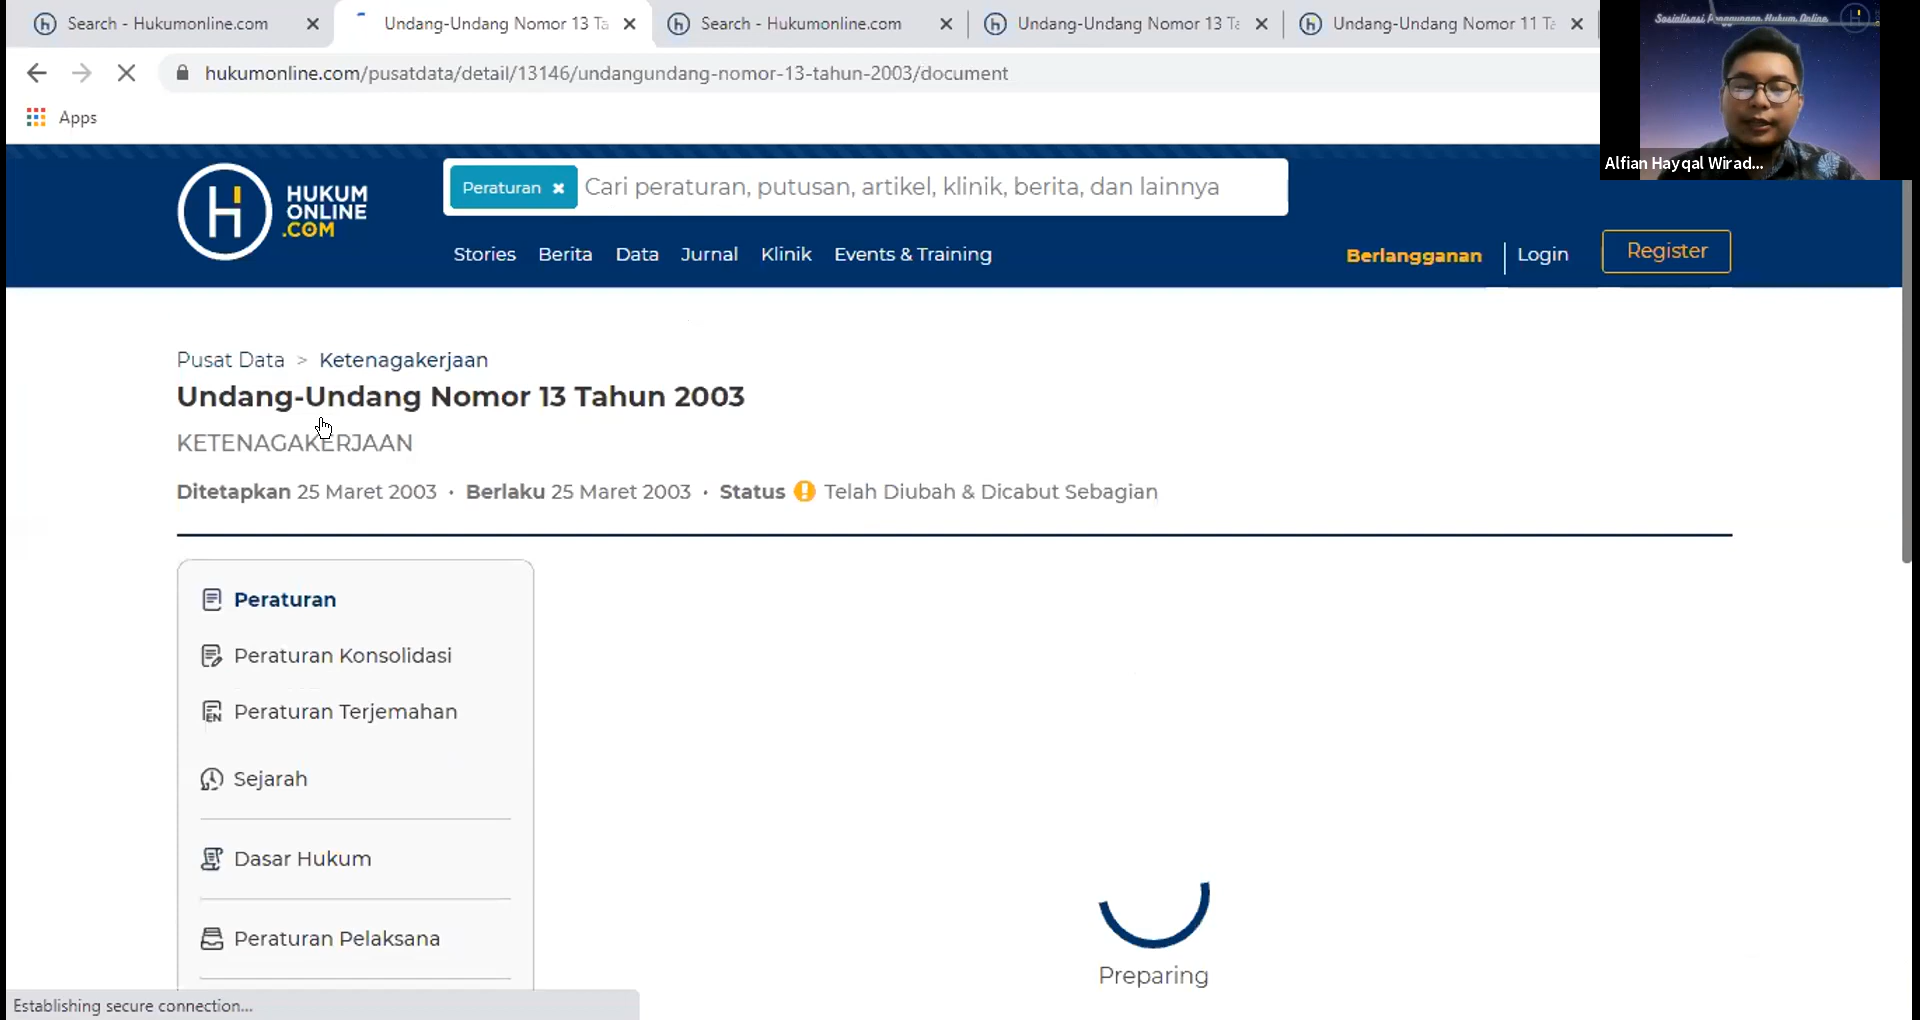 Search - Hukumonline.com
Undang-Undang Nomor 13 Ta
Search - Hukumonline.com
Undang-Undang Nomor 13 Ta
Undang-Undang Nomor 11 Ta
Sosialisasi Penggunaan Hukum Online
hukumonline.com/pusatdata/detail/13146/undangundang-nomor-13-tahun-2003/document
Apps
Alfian Hayqal Wirad...
HUKUM
ONLINE
.COM
Peraturan × Cari peraturan, putusan, artikel, klinik, berita, dan lainnya
Stories Berita Data Jurnal Klinik Events & Training Berlangganan Login Register
Pusat Data > Ketenagakerjaan
Undang-Undang Nomor 13 Tahun 2003
KETENAGAKERJAAN
Ditetapkan 25 Maret 2003 · Berlaku 25 Maret 2003 · Status ! Telah Diubah & Dicabut Sebagian
Peraturan
Peraturan Konsolidasi
EN
Peraturan Terjemahan
Sejarah
Dasar Hukum
Peraturan Pelaksana
Preparing
Establishing secure connection...